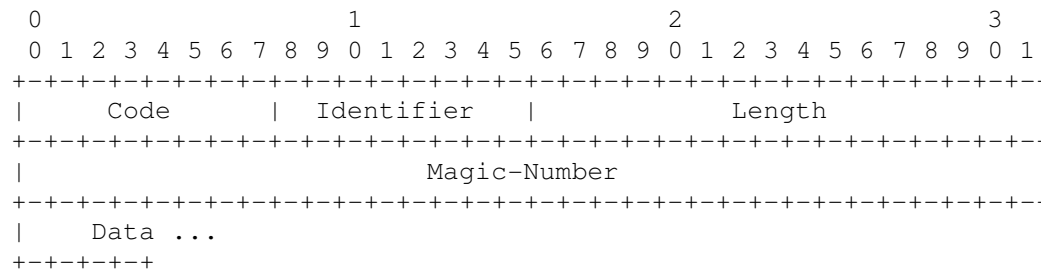 0                   1                   2                   3
 0 1 2 3 4 5 6 7 8 9 0 1 2 3 4 5 6 7 8 9 0 1 2 3 4 5 6 7 8 9 0 1
+-+-+-+-+-+-+-+-+-+-+-+-+-+-+-+-+-+-+-+-+-+-+-+-+-+-+-+-+-+-+-+-
|     Code      |  Identifier   |            Length
+-+-+-+-+-+-+-+-+-+-+-+-+-+-+-+-+-+-+-+-+-+-+-+-+-+-+-+-+-+-+-+-
|                         Magic-Number
+-+-+-+-+-+-+-+-+-+-+-+-+-+-+-+-+-+-+-+-+-+-+-+-+-+-+-+-+-+-+-+-
|    Data ...
+-+-+-+-+